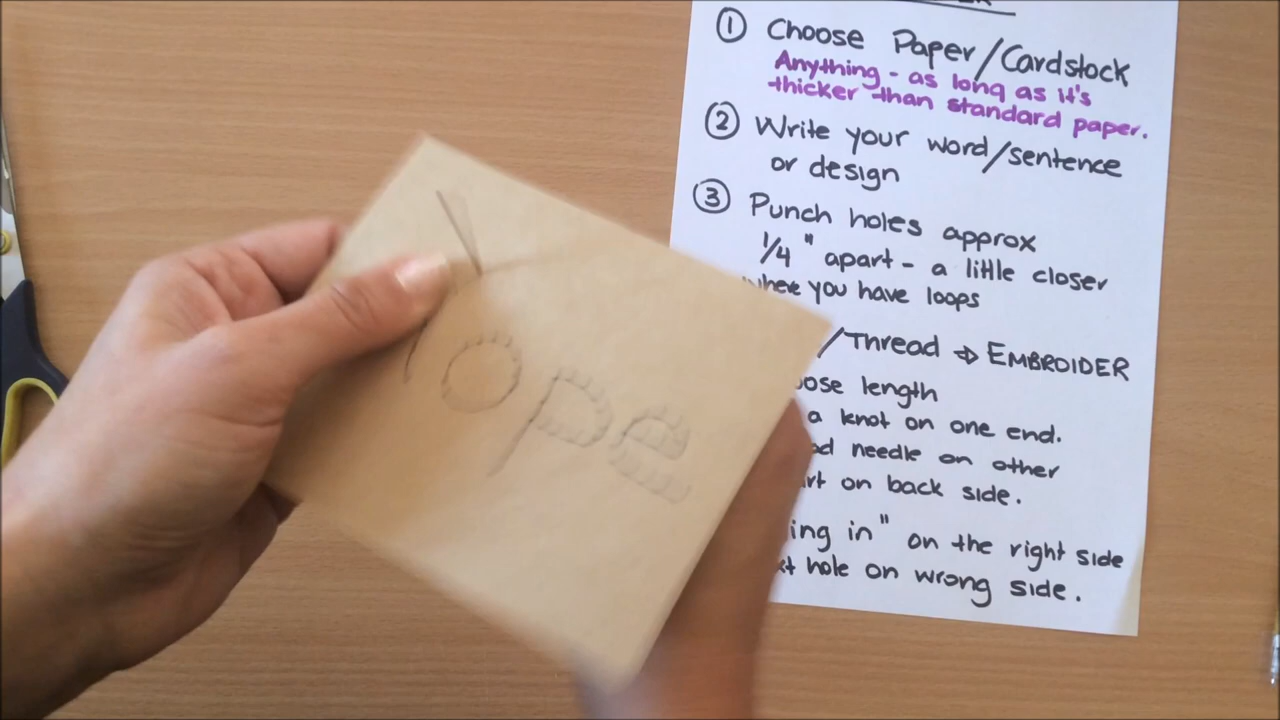 ope
① Choose Paper/Cardstock
Anything - as long as it's
thicker than standard paper.
② Write your word/sentence
or design
③ Punch holes approx
1/4" apart - a little closer
where you have loops
/Thread ⇒ EMBROIDER
length
a knot on one end.
needle on other
on back side.
in" on the right side
hole on wrong side.